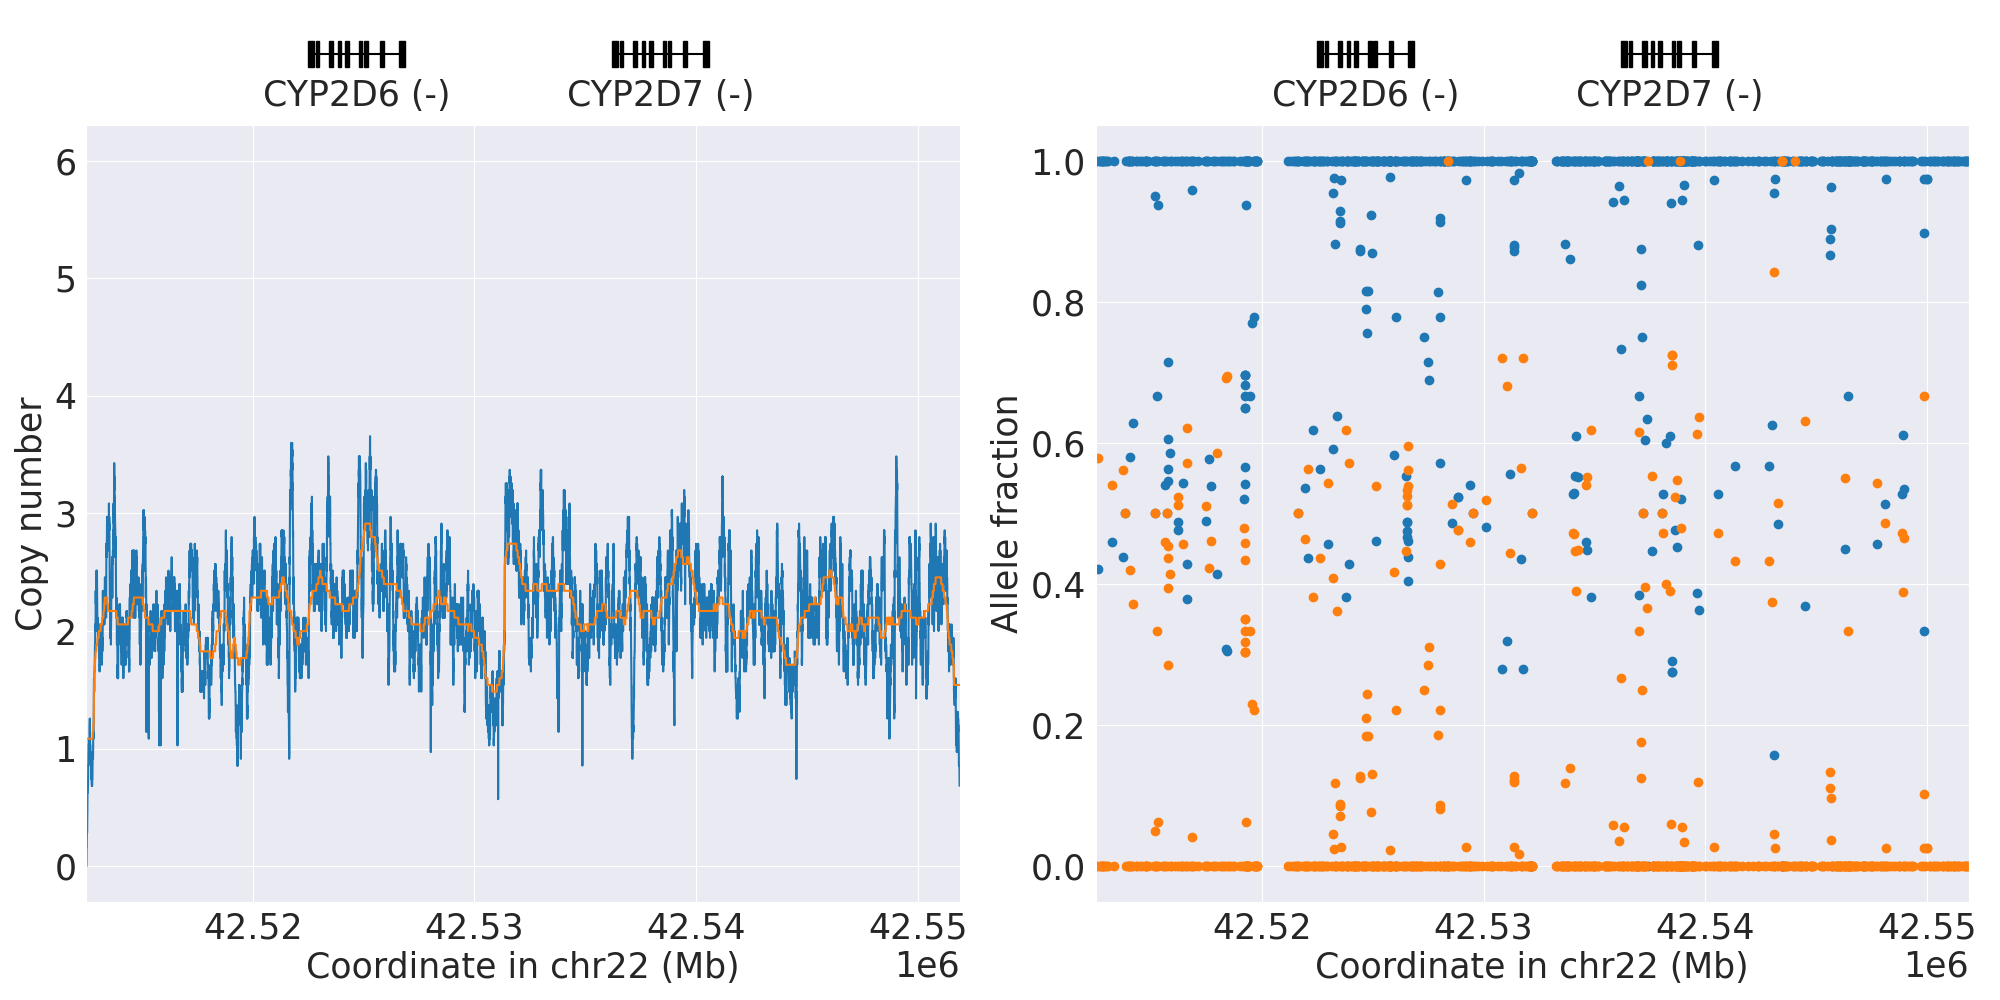 CYP2D6 (-) CYP2D7 (-)
6
5
4
3
2
1
0
Copy number
42.52 42.53 42.54 42.55
1e6
Coordinate in chr22 (Mb)
CYP2D6 (-) CYP2D7 (-)
1.0
0.8
0.6
0.4
0.2
0.0
Allele fraction
42.52 42.53 42.54 42.55
1e6
Coordinate in chr22 (Mb)